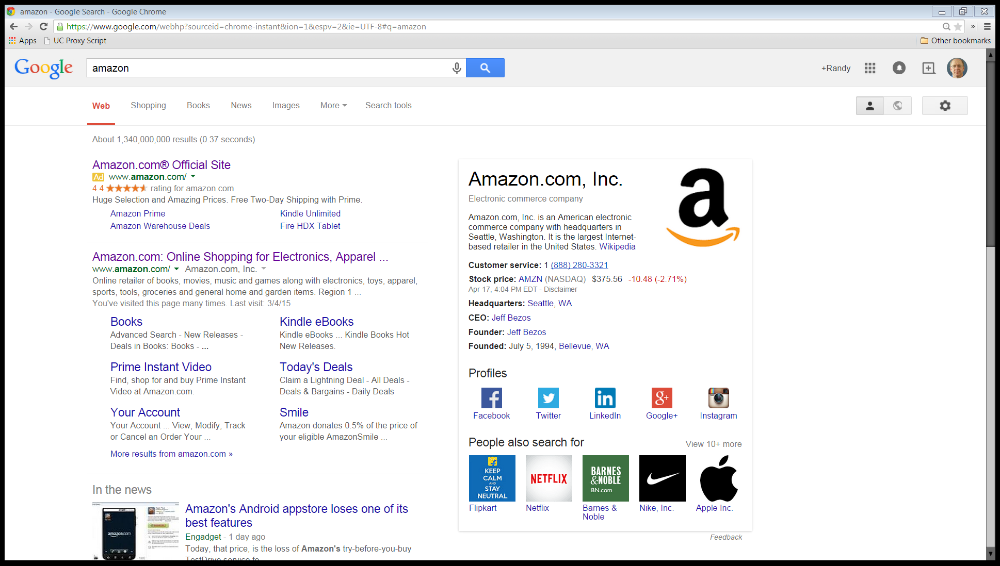 amazon - Google Search - Google Chrome
https://www.google.com/webhp?sourceid=chrome-instant&ion=1&espv=2&ie=UTF-8#q=amazon
»
Apps
UC Proxy Script
Other bookmarks
Google
amazon
+Randy
Web
Shopping
Books
News
Images
More
Search tools
About 1,340,000,000 results (0.37 seconds)
Amazon.com® Official Site
Ad www.amazon.com/
4.4 rating for amazon.com
Huge Selection and Amazing Prices. Free Two-Day Shipping with Prime.
Amazon Prime
Kindle Unlimited
Amazon Warehouse Deals
Fire HDX Tablet
Amazon.com: Online Shopping for Electronics, Apparel ...
www.amazon.com/ Amazon.com, Inc.
Online retailer of books, movies, music and games along with electronics, toys, apparel,
sports, tools, groceries and general home and garden items. Region 1 ...
You've visited this page many times. Last visit: 3/4/15
Books
Advanced Search - New Releases -
Deals in Books: Books - ...
Kindle eBooks
Kindle eBooks ... Kindle Books Hot
New Releases.
Prime Instant Video
Find, shop for and buy Prime Instant
Video at Amazon.com.
Today's Deals
Claim a Lightning Deal - All Deals -
Deals & Bargains - Daily Deals
Your Account
Your Account ... View, Modify, Track
or Cancel an Order Your ...
Smile
Amazon donates 0.5% of the price of
your eligible AmazonSmile ...
More results from amazon.com »
In the news
amazon.com
Amazon's Android appstore loses one of its
best features
Engadget - 1 day ago
Today, that price, is the loss of Amazon's try-before-you-buy
TestDrive service fo
Amazon.com, Inc.
Electronic commerce company
a
Amazon.com, Inc. is an American electronic
commerce company with headquarters in
Seattle, Washington. It is the largest Internet-
based retailer in the United States. Wikipedia
Customer service: 1 (888) 280-3321
Stock price: AMZN (NASDAQ) $375.56 -10.48 (-2.71%)
Apr 17, 4:04 PM EDT - Disclaimer
Headquarters: Seattle, WA
CEO: Jeff Bezos
Founder: Jeff Bezos
Founded: July 5, 1994, Bellevue, WA
Profiles
f
in
g+
Facebook
Twitter
LinkedIn
Google+
Instagram
People also search for
View 10+ more
KEEP
CALM
AND
STAY
NEUTRAL
NETFLIX
BARNES
&NOBLE
BN.com
Flipkart
Netflix
Barnes &
Noble
Nike, Inc.
Apple Inc.
Feedback